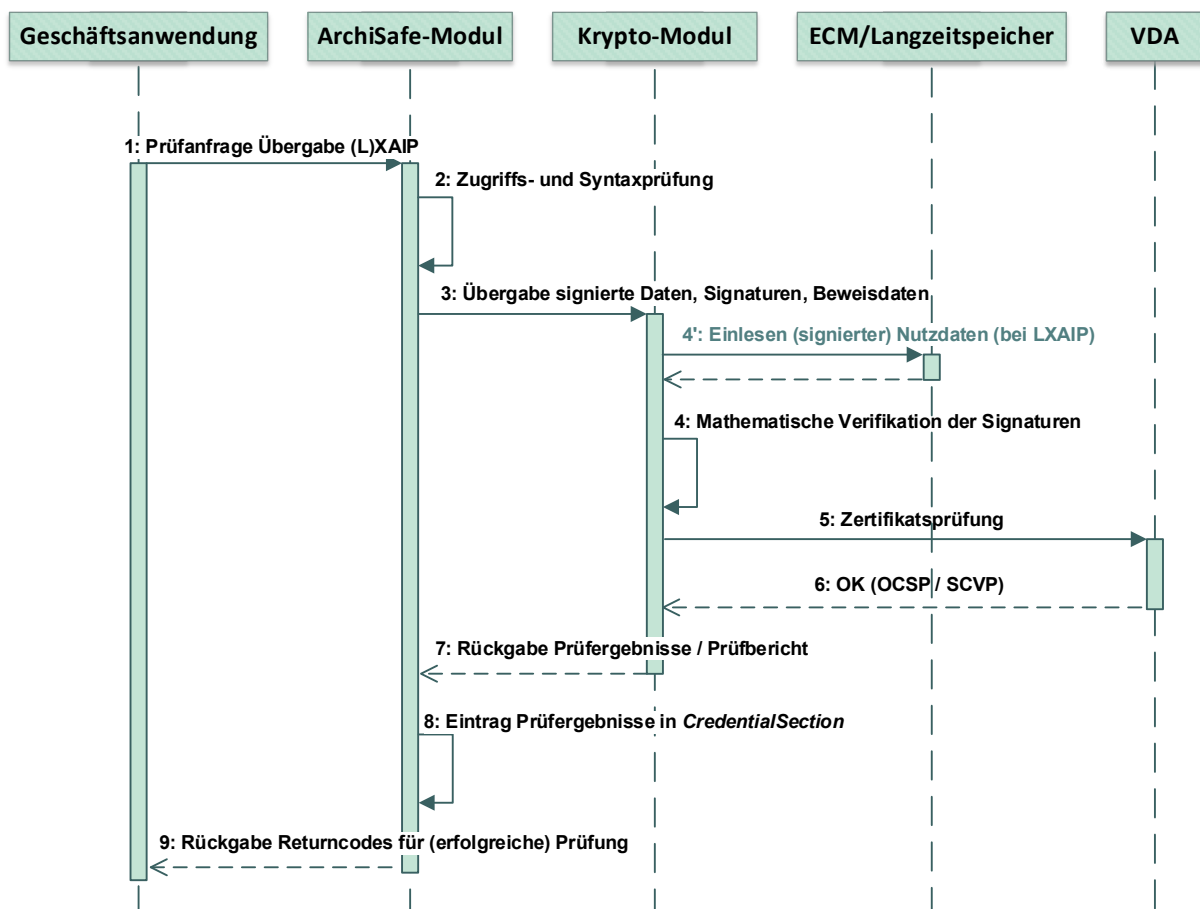 Geschäftsanwendung
ArchiSafe-Modul
Krypto-Modul
ECM/Langzeitspeicher
VDA
1: Prüfanfrage Übergabe (L)XAIP
2: Zugriffs- und Syntaxprüfung
3: Übergabe signierte Daten, Signaturen, Beweisdaten
4': Einlesen (signierter) Nutzdaten (bei LXAIP)
4: Mathematische Verifikation der Signaturen
5: Zertifikatsprüfung
6: OK (OCSP / SCVP)
7: Rückgabe Prüfergebnisse / Prüfbericht
8: Eintrag Prüfergebnisse in CredentialSection
9: Rückgabe Returncodes für (erfolgreiche) Prüfung